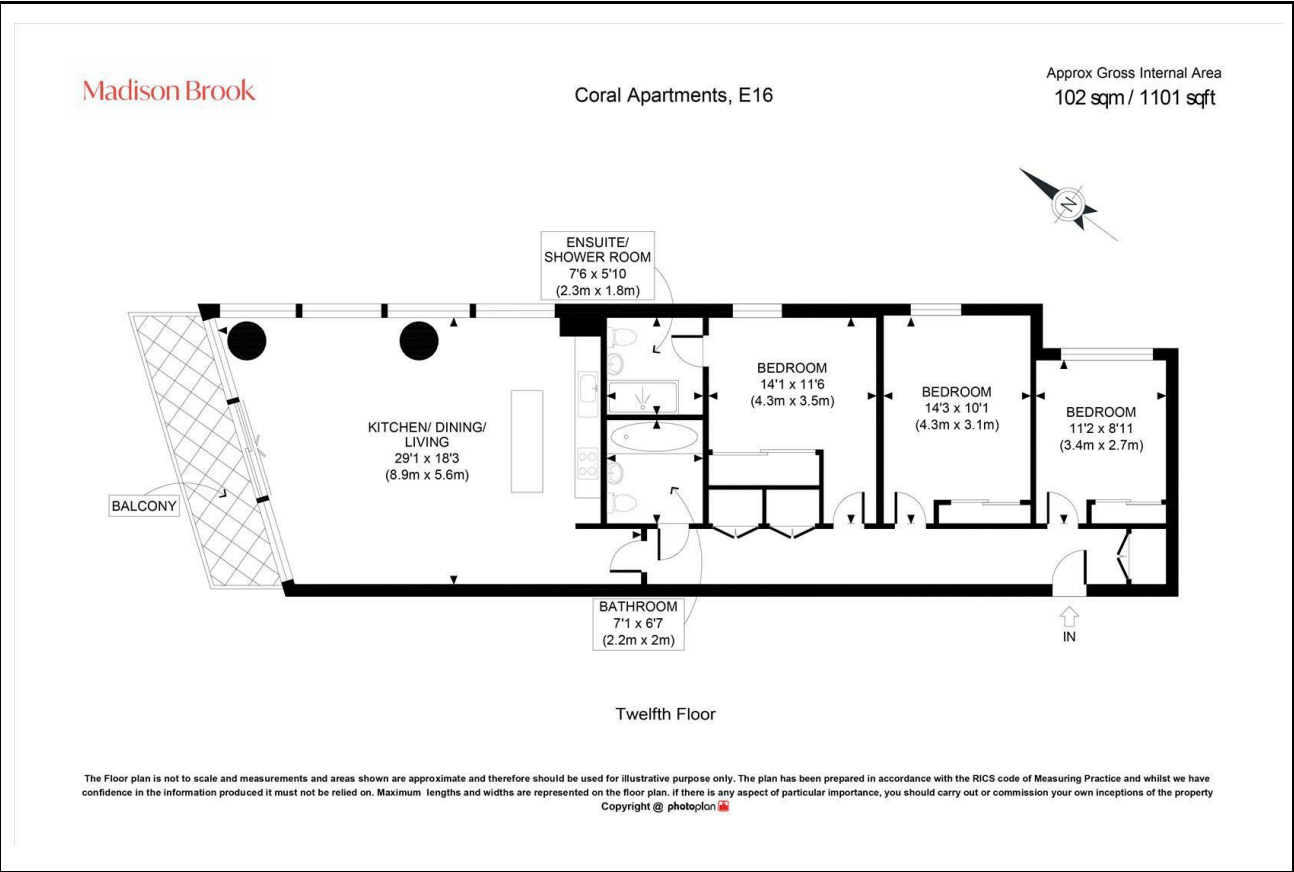 Madison Brook
Coral Apartments, E16
Approx Gross Internal Area
102 sqm / 1101 sqft
N
ENSUITE/
SHOWER ROOM
7'6 x 5'10
(2.3m x 1.8m)
BEDROOM
14'1 x 11'6
(4.3m x 3.5m)
BEDROOM
14'3 x 10'1
(4.3m x 3.1m)
BEDROOM
11'2 x 8'11
(3.4m x 2.7m)
KITCHEN/ DINING/
LIVING
29'1 x 18'3
(8.9m x 5.6m)
BALCONY
BATHROOM
7'1 x 6'7
(2.2m x 2m)
IN
Twelfth Floor
The Floor plan is not to scale and measurements and areas shown are approximate and therefore should be used for illustrative purpose only. The plan has been prepared in accordance with the RICS code of Measuring Practice and whilst we have
confidence in the information produced it must not be relied on. Maximum lengths and widths are represented on the floor plan. if there is any aspect of particular importance, you should carry out or commission your own inceptions of the property
Copyright @ photoplan